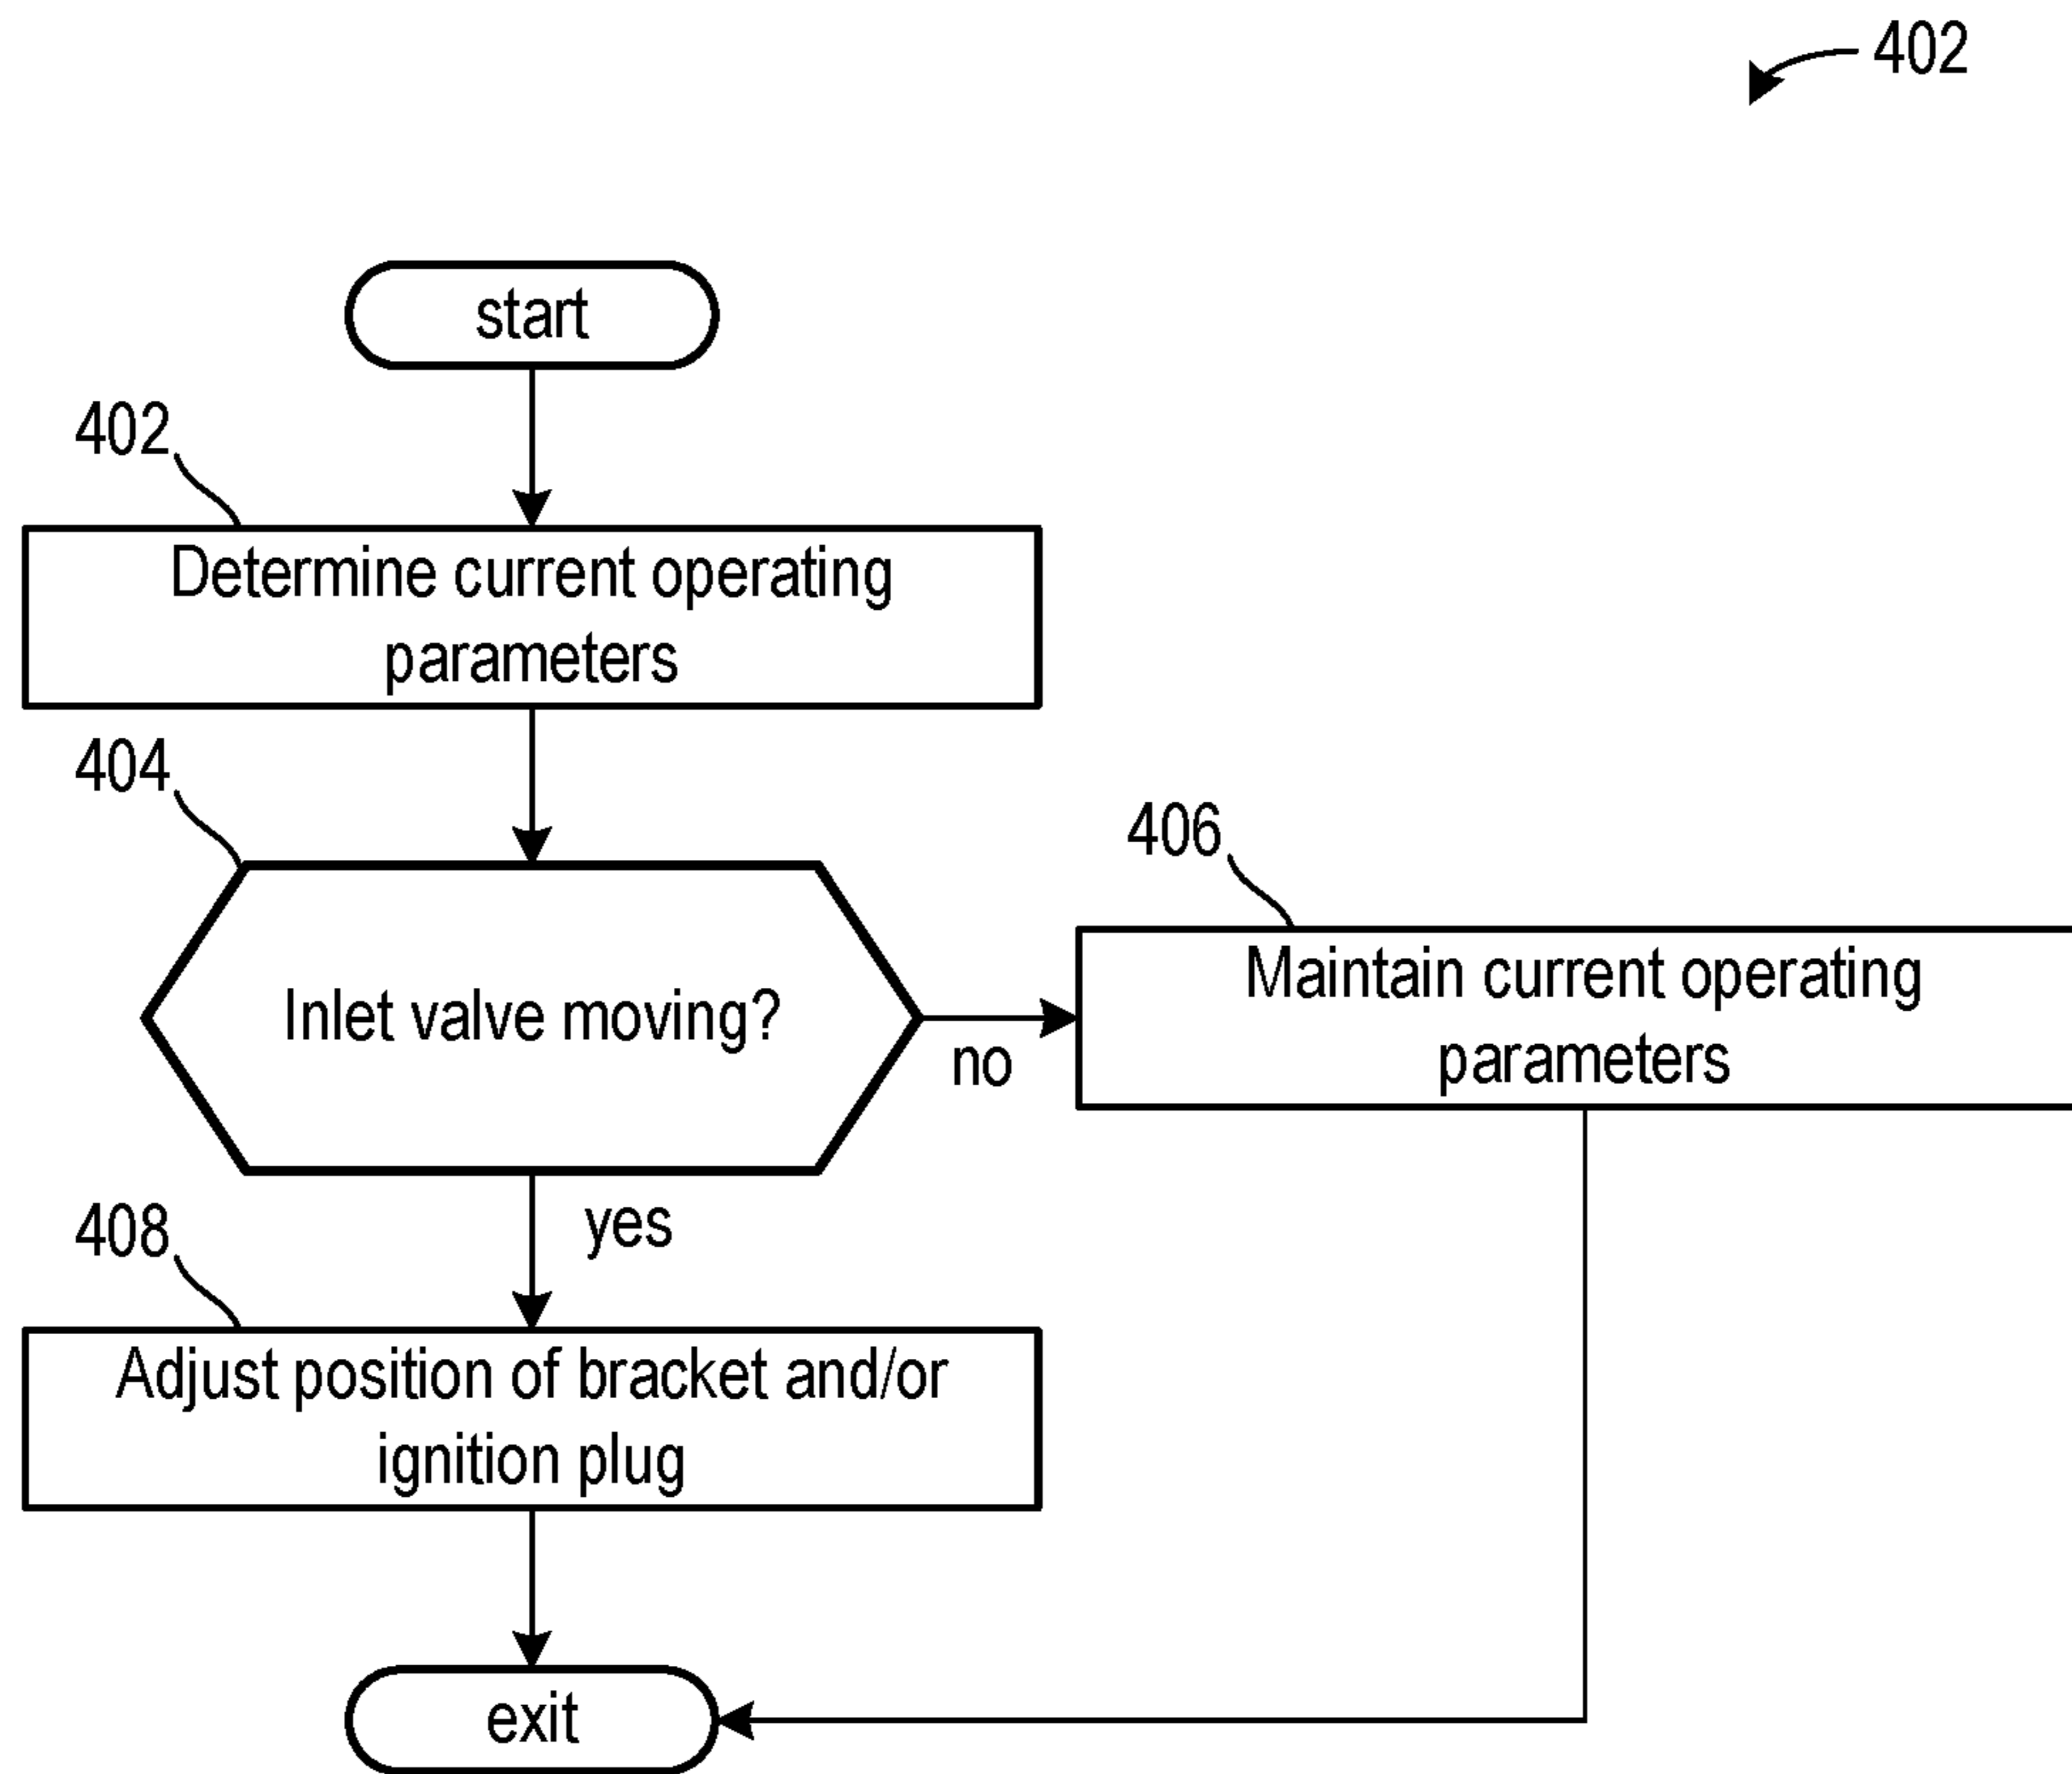 402
start
402
Determine current operating
parameters
404
Inlet valve moving?
no
406
Maintain current operating
parameters
yes
408
Adjust position of bracket and/or
ignition plug
exit